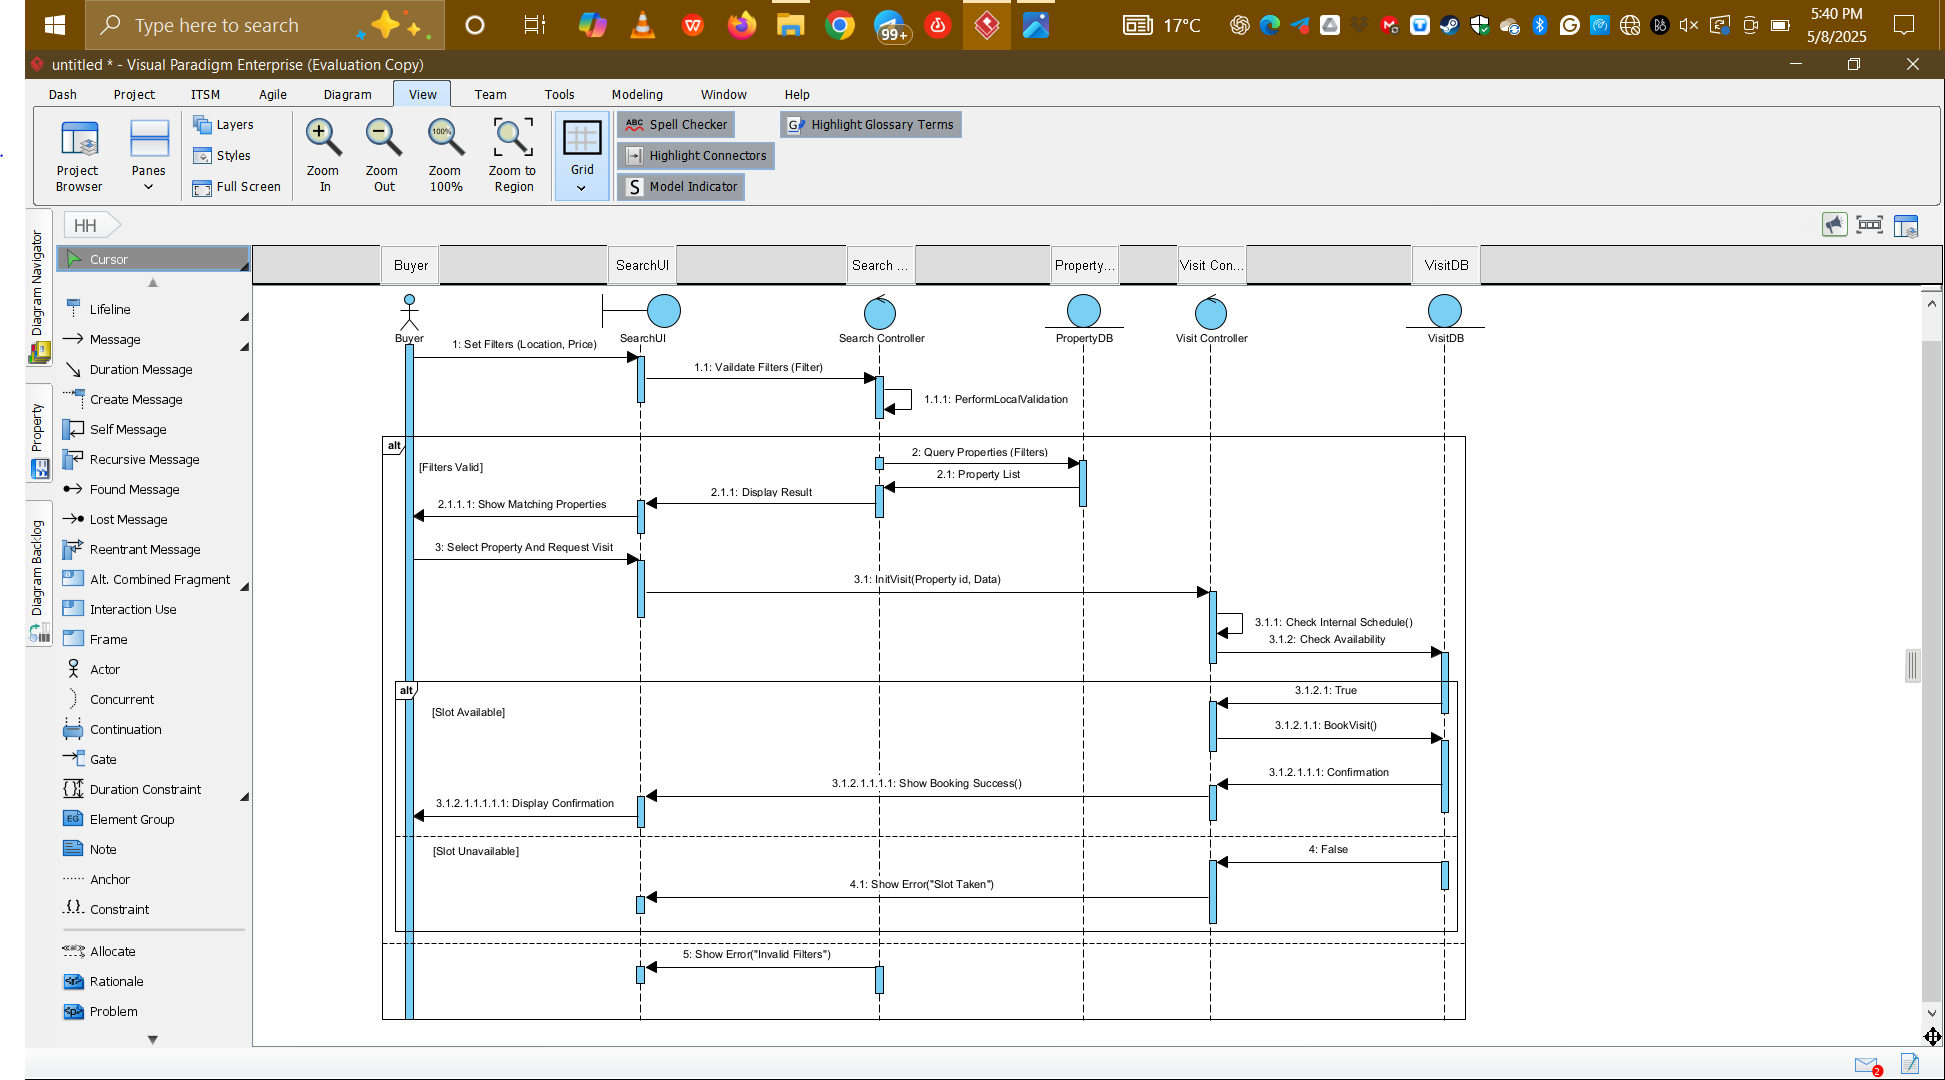 Type here to search
99+
17°C
5:40 PM
5/8/2025
untitled * - Visual Paradigm Enterprise (Evaluation Copy)
Dash Project ITSM Agile Diagram View Team Tools Modeling Window Help
Project Browser
Panes
Layers
Styles
Full Screen
Zoom In
Zoom Out
100%
Zoom 100%
Zoom to Region
Grid
ABC Spell Checker
Highlight Connectors
S Model Indicator
G Highlight Glossary Terms
HH
Diagram Navigator
Property
Diagram Backlog
Cursor
Lifeline
Message
Duration Message
Create Message
Self Message
Recursive Message
Found Message
Lost Message
Reentrant Message
Alt. Combined Fragment
Interaction Use
Frame
Actor
Concurrent
Continuation
Gate
Duration Constraint
EG Element Group
Note
Anchor
Constraint
Allocate
Rationale
Problem
Buyer SearchUI Search ... Property... Visit Con... VisitDB
Buyer SearchUI Search Controller PropertyDB Visit Controller VisitDB
1: Set Filters (Location, Price)
1.1: Vaildate Filters (Filter)
1.1.1: PerformLocalValidation
alt
[Filters Valid]
2: Query Properties (Filters)
2.1: Property List
2.1.1: Display Result
2.1.1.1: Show Matching Properties
3: Select Property And Request Visit
3.1: InitVisit(Property id, Data)
3.1.1: Check Internal Schedule()
3.1.2: Check Availability
alt
[Slot Available]
3.1.2.1: True
3.1.2.1.1: BookVisit()
3.1.2.1.1.1: Confirmation
3.1.2.1.1.1.1: Show Booking Success()
3.1.2.1.1.1.1.1: Display Confirmation
[Slot Unavailable]
4: False
4.1: Show Error("Slot Taken")
5: Show Error("Invalid Filters")
2